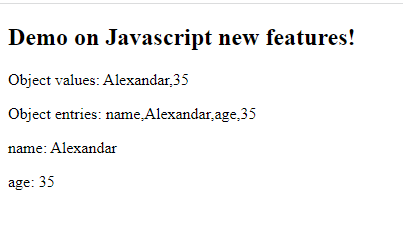 Demo on Javascript new features!
Object values: Alexandar,35
Object entries: name,Alexandar,age,35
name: Alexandar
age: 35